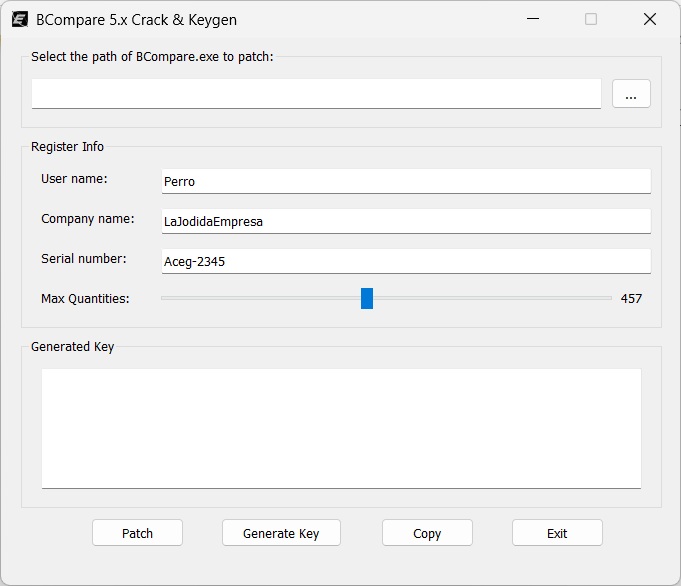 BCompare 5.x Crack & Keygen
Select the path of BCompare.exe to patch:
...
Register Info
User name: Perro
Company name: LaJodidaEmpresa
Serial number: Aceg-2345
Max Quantities: 457
Generated Key
Patch Generate Key Copy Exit